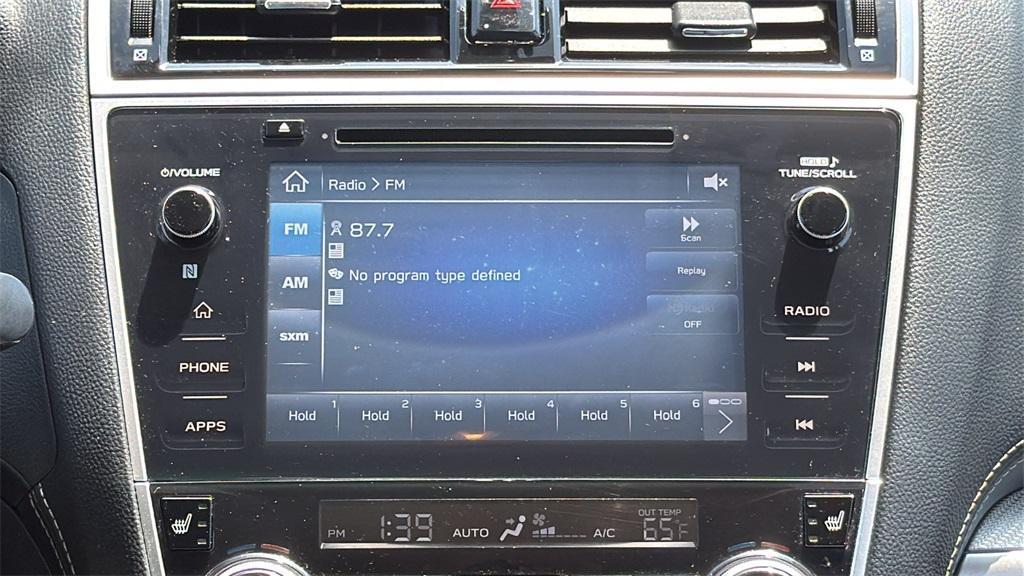 ⏻/VOLUME
HOLD ♪
TUNE/SCROLL
Radio > FM
FM
87.7
Scan
AM
No program type defined
Replay
sxm
OFF
RADIO
PHONE
APPS
Hold 1 Hold 2 Hold 3 Hold 4 Hold 5 Hold 6
PM 1:39 AUTO A/C
OUT TEMP
65°F